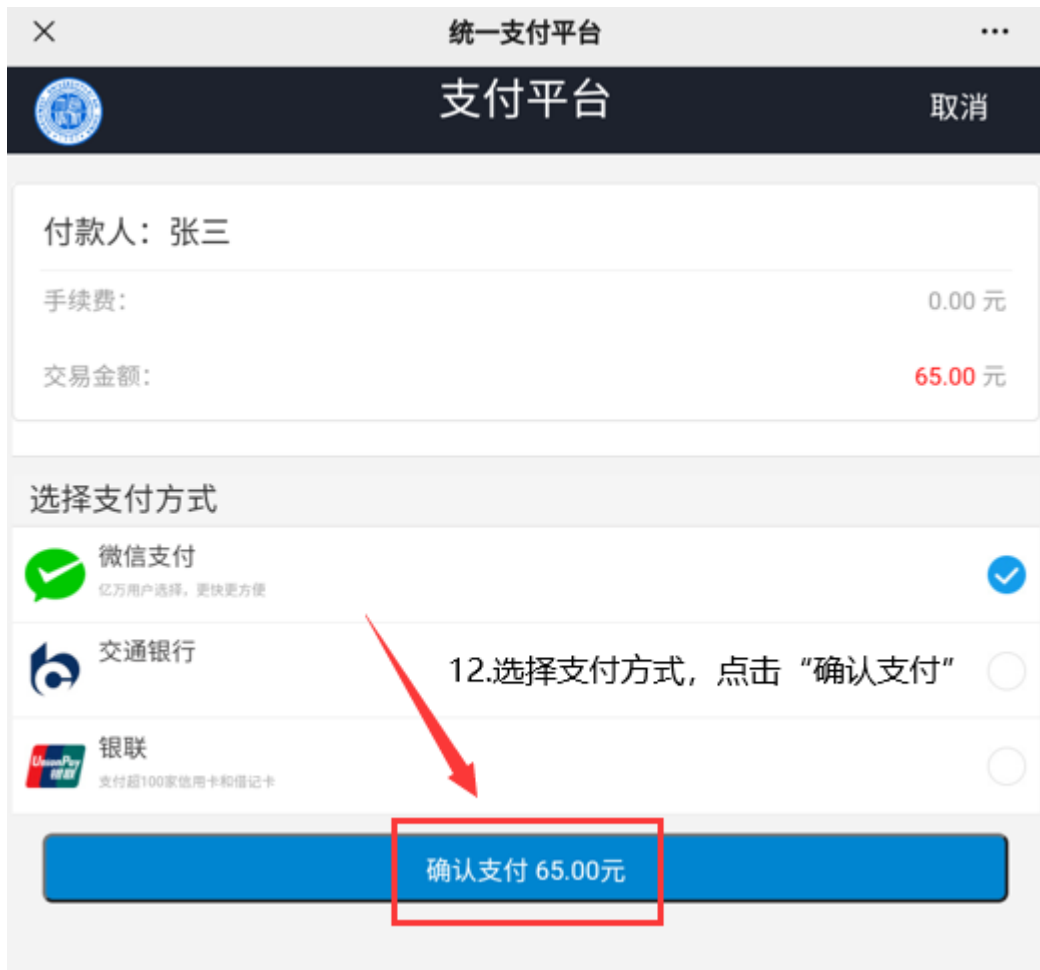 统一支付平台
支付平台
取消
付款人：张三
手续费：
0.00 元
交易金额：
65.00 元
选择支付方式
微信支付
亿万用户选择，更快更方便
交通银行
12.选择支付方式，点击“确认支付”
银联
UnionPay
银联
支付超100家信用卡和借记卡
确认支付 65.00元